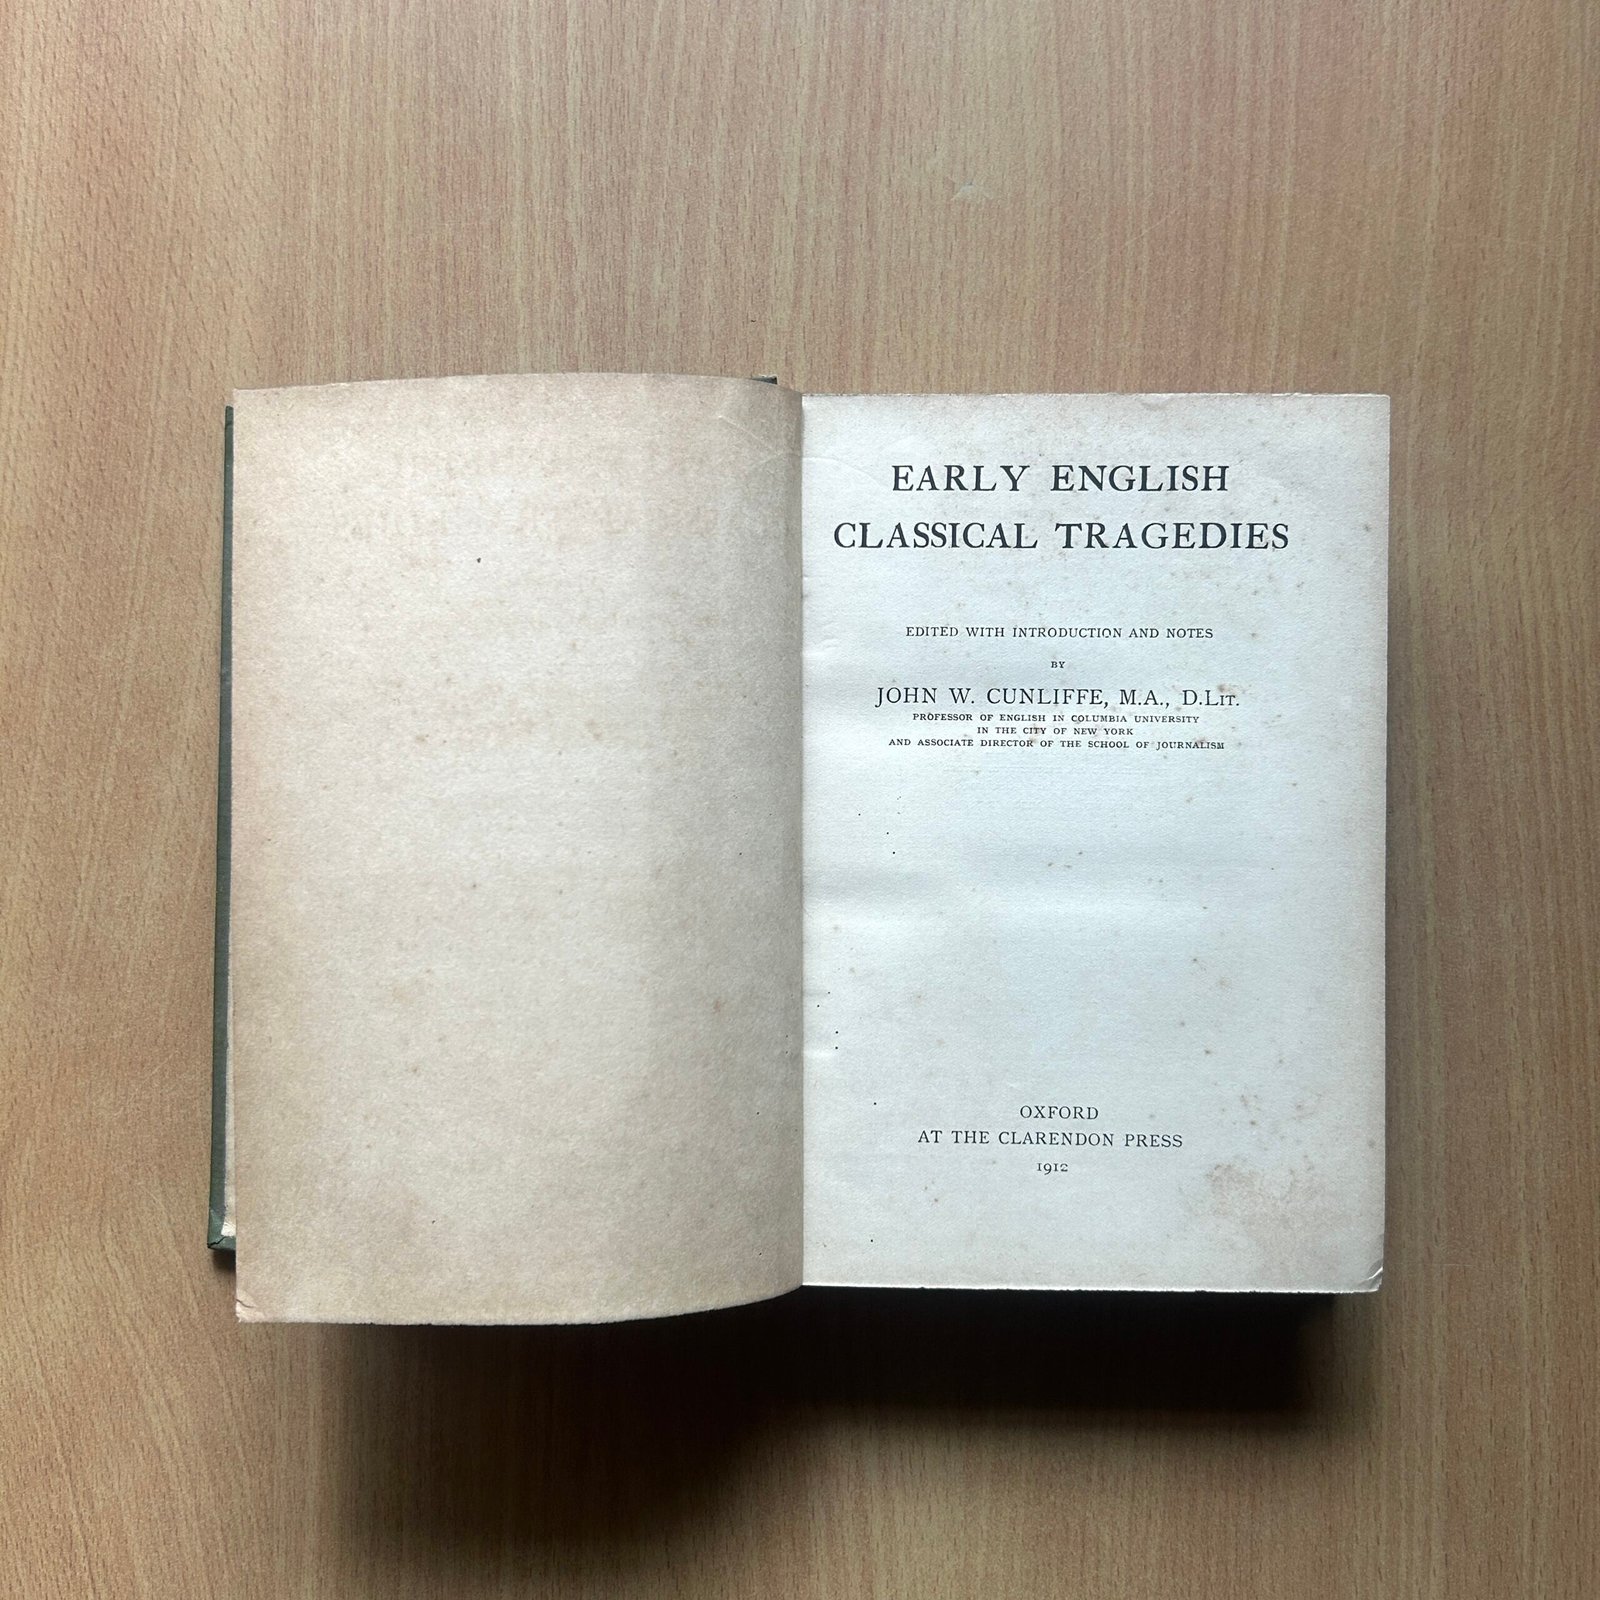 EARLY ENGLISH
CLASSICAL TRAGEDIES
EDITED WITH INTRODUCTION AND NOTES
BY
JOHN W. CUNLIFFE, M.A., D.LIT.
PROFESSOR OF ENGLISH IN COLUMBIA UNIVERSITY
IN THE CITY OF NEW YORK
AND ASSOCIATE DIRECTOR OF THE SCHOOL OF JOURNALISM
OXFORD
AT THE CLARENDON PRESS
1912